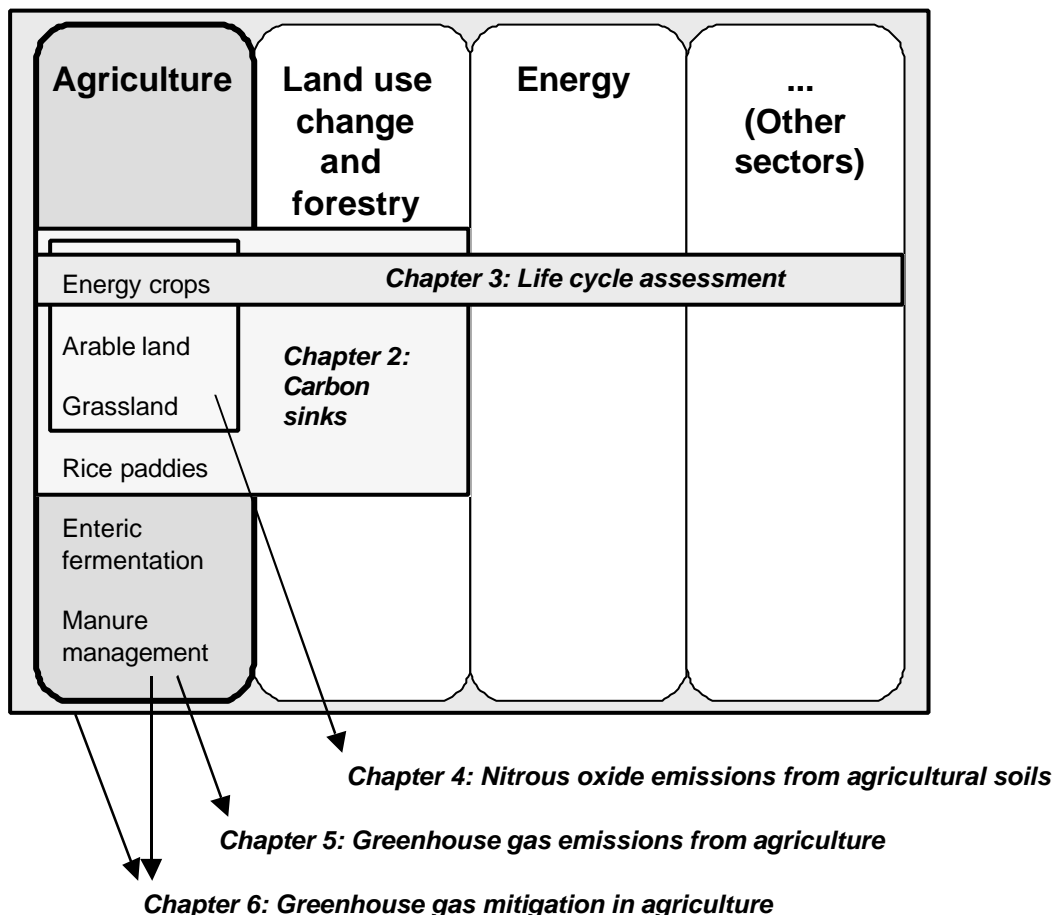 Agriculture
Land use
change
and
forestry
Energy
...
(Other
sectors)
Energy crops
Chapter 3: Life cycle assessment
Arable land
Grassland
Rice paddies
Chapter 2:
Carbon
sinks
Enteric
fermentation
Manure
management
Chapter 4: Nitrous oxide emissions from agricultural soils
Chapter 5: Greenhouse gas emissions from agriculture
Chapter 6: Greenhouse gas mitigation in agriculture